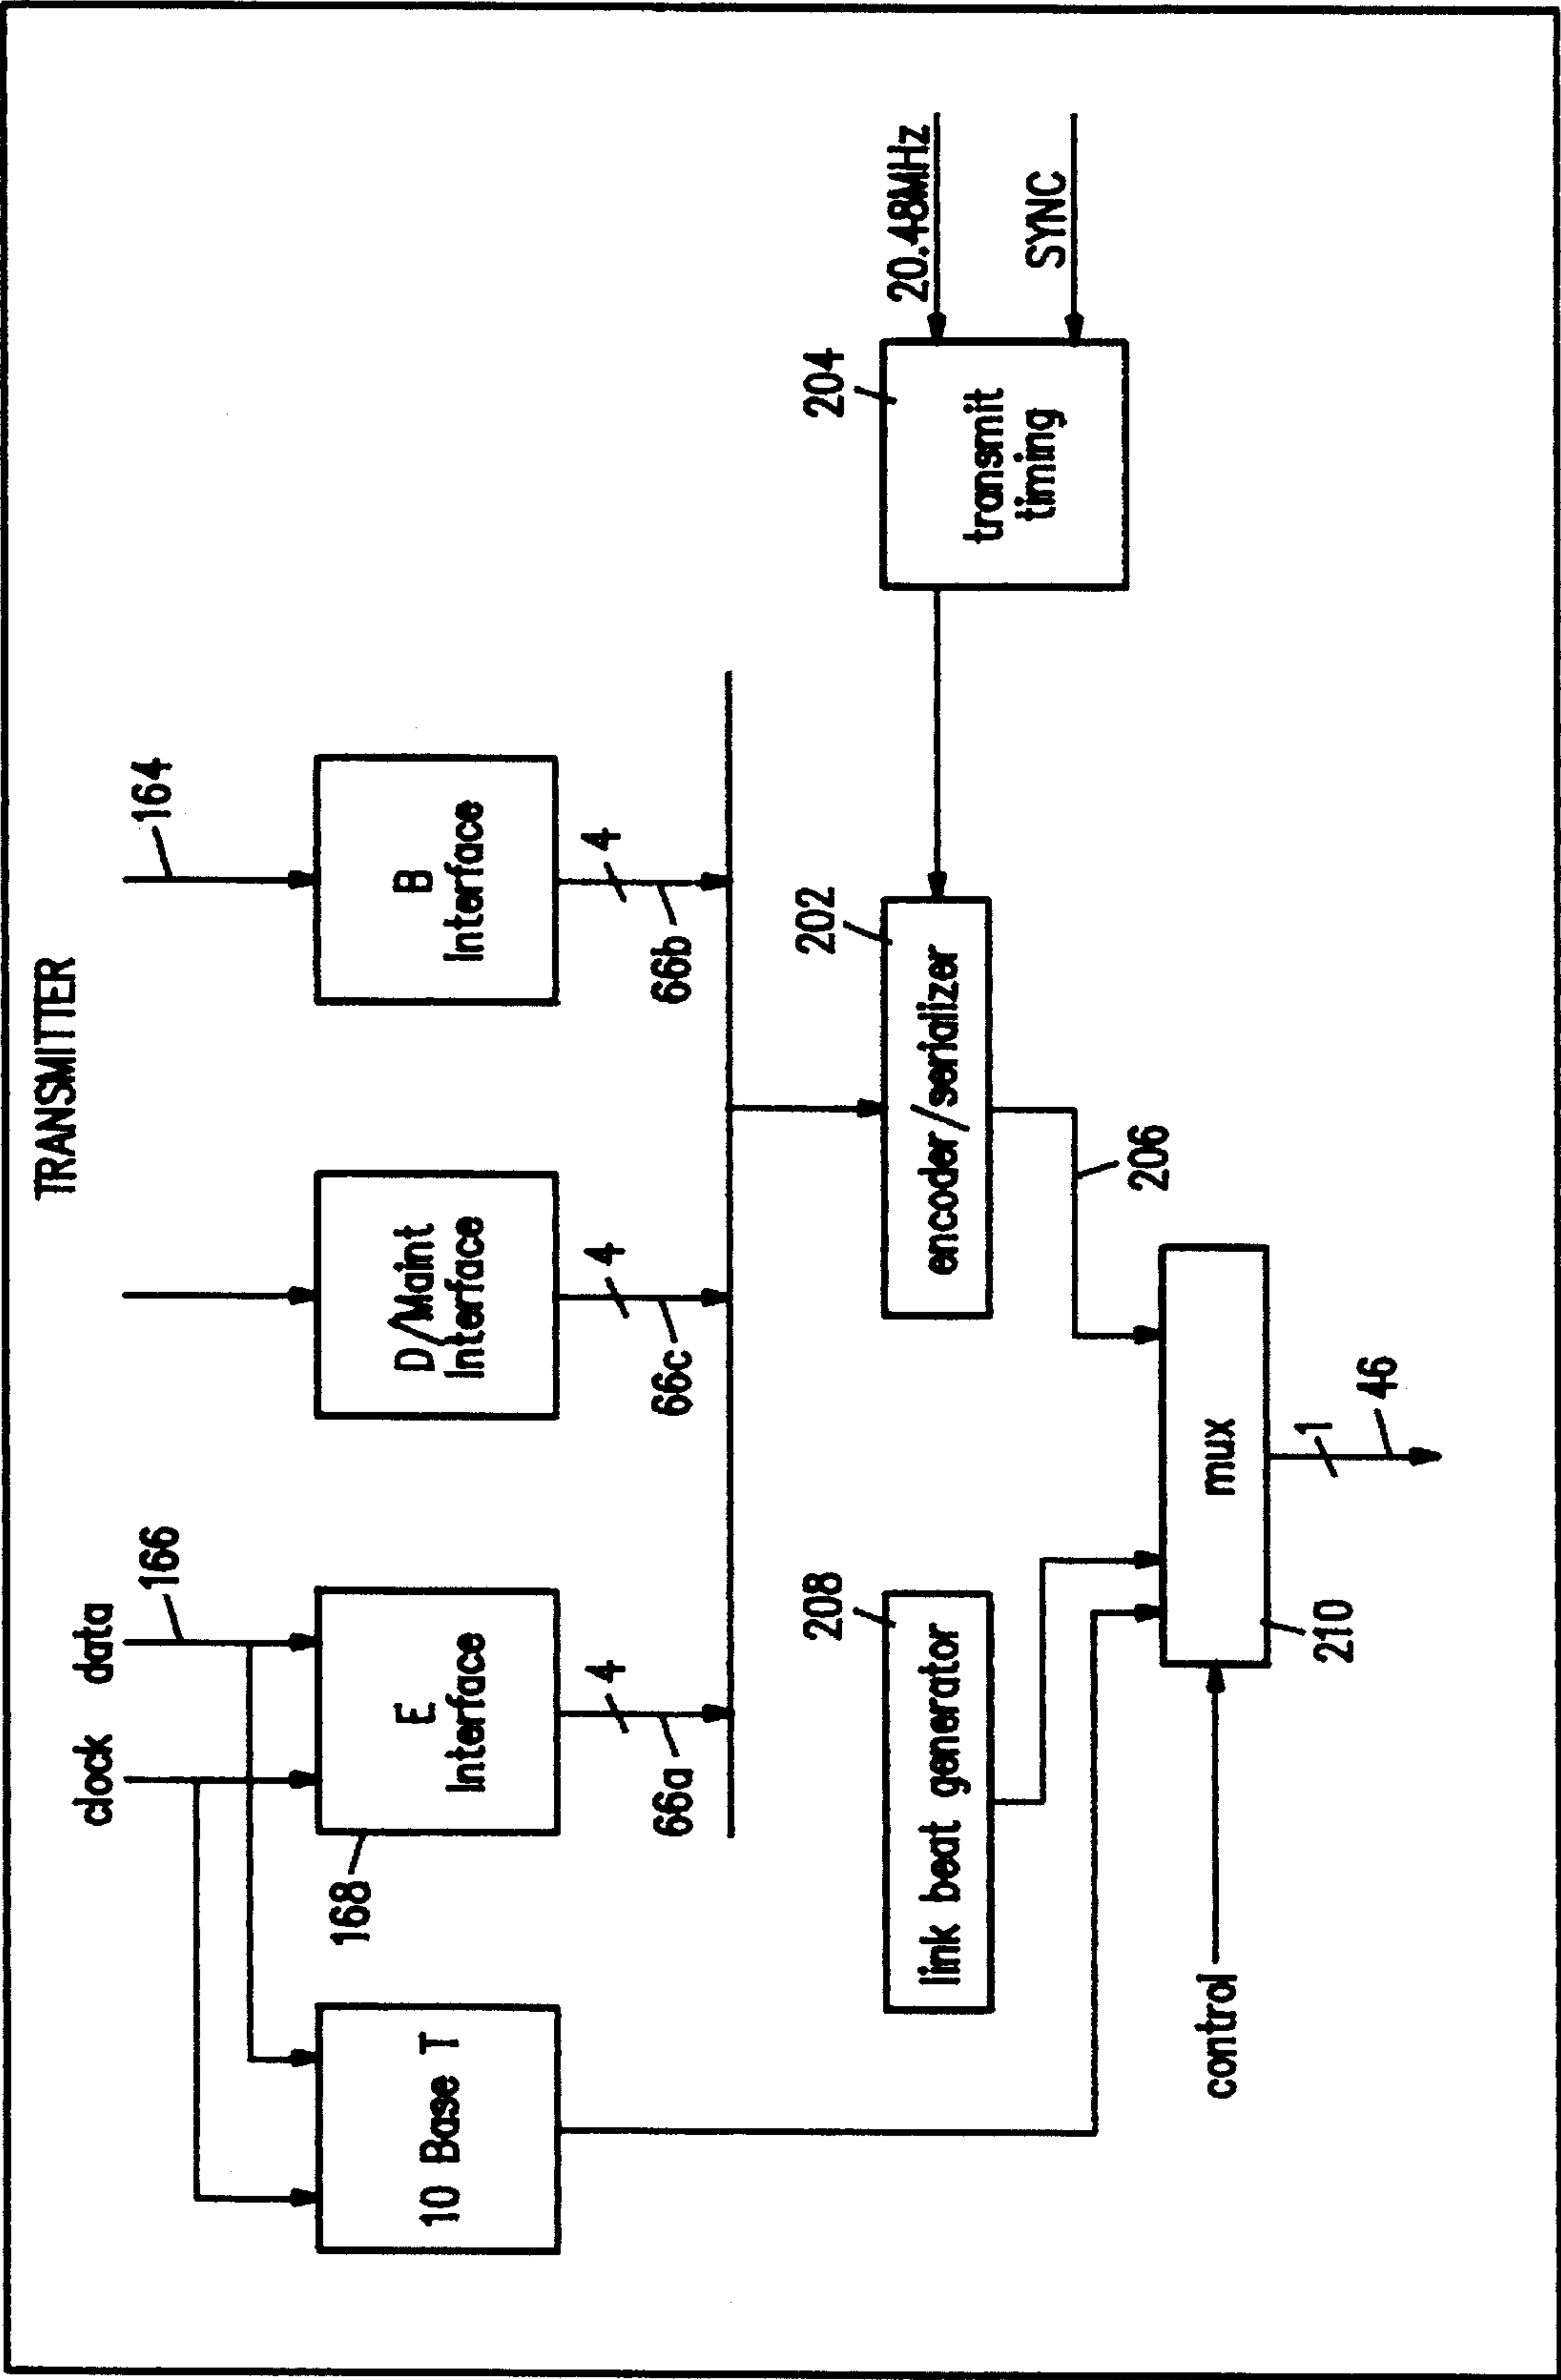 TRANSMITTER
clock
data
166
164
10 Base T
168
E
Interface
D/Maint
Interface
B
Interface
4
4
4
66a
66c
66b
208
202
204
20.48MHz
SYNC
link beat generator
encoder/serializer
transmit
timing
206
control
mux
210
1
46